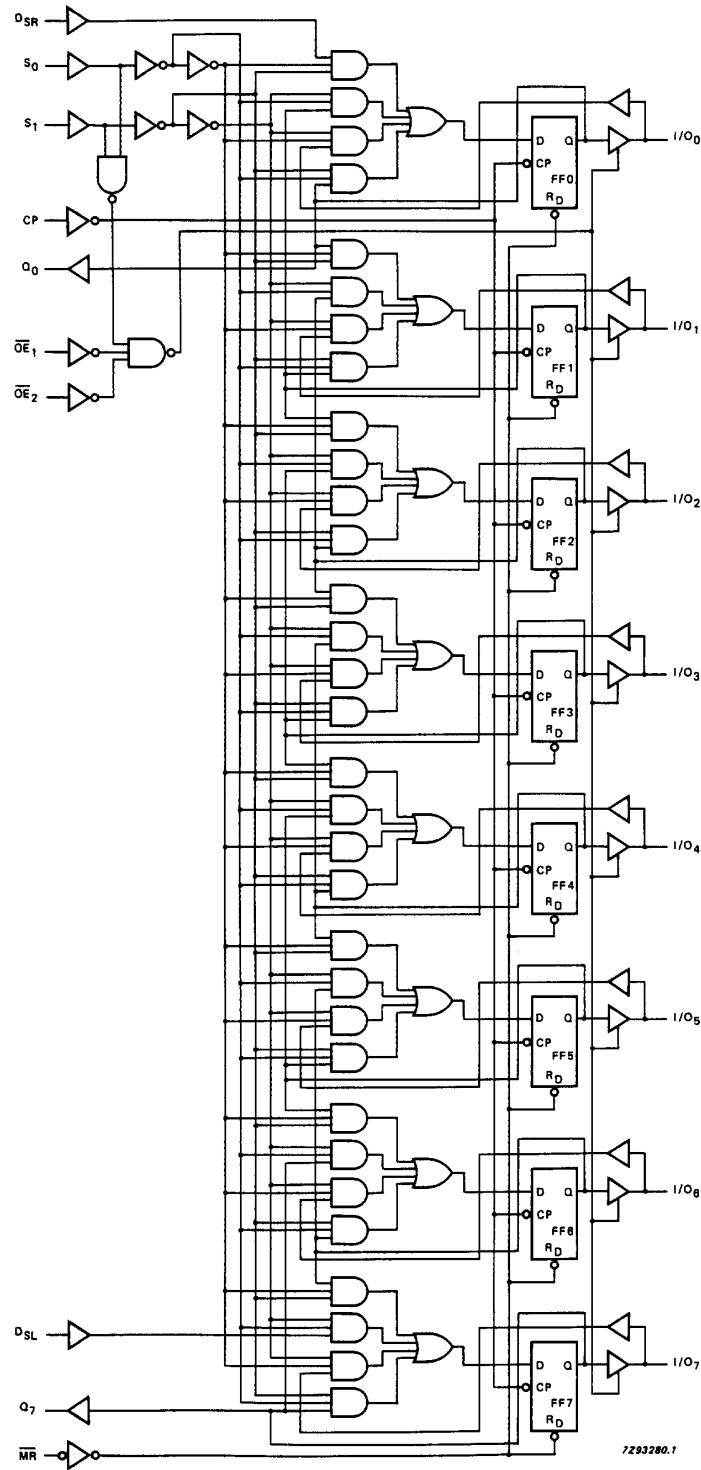 DSR
S0
S1
CP
Q0
OE1
OE2
D Q
CP
FF0
RD
I/O0
D Q
CP
FF1
RD
I/O1
D Q
CP
FF2
RD
I/O2
D Q
CP
FF3
RD
I/O3
D Q
CP
FF4
RD
I/O4
D Q
CP
FF5
RD
I/O5
D Q
CP
FF6
RD
I/O6
DSL
D Q
CP
FF7
RD
I/O7
Q7
MR
7Z93280.1